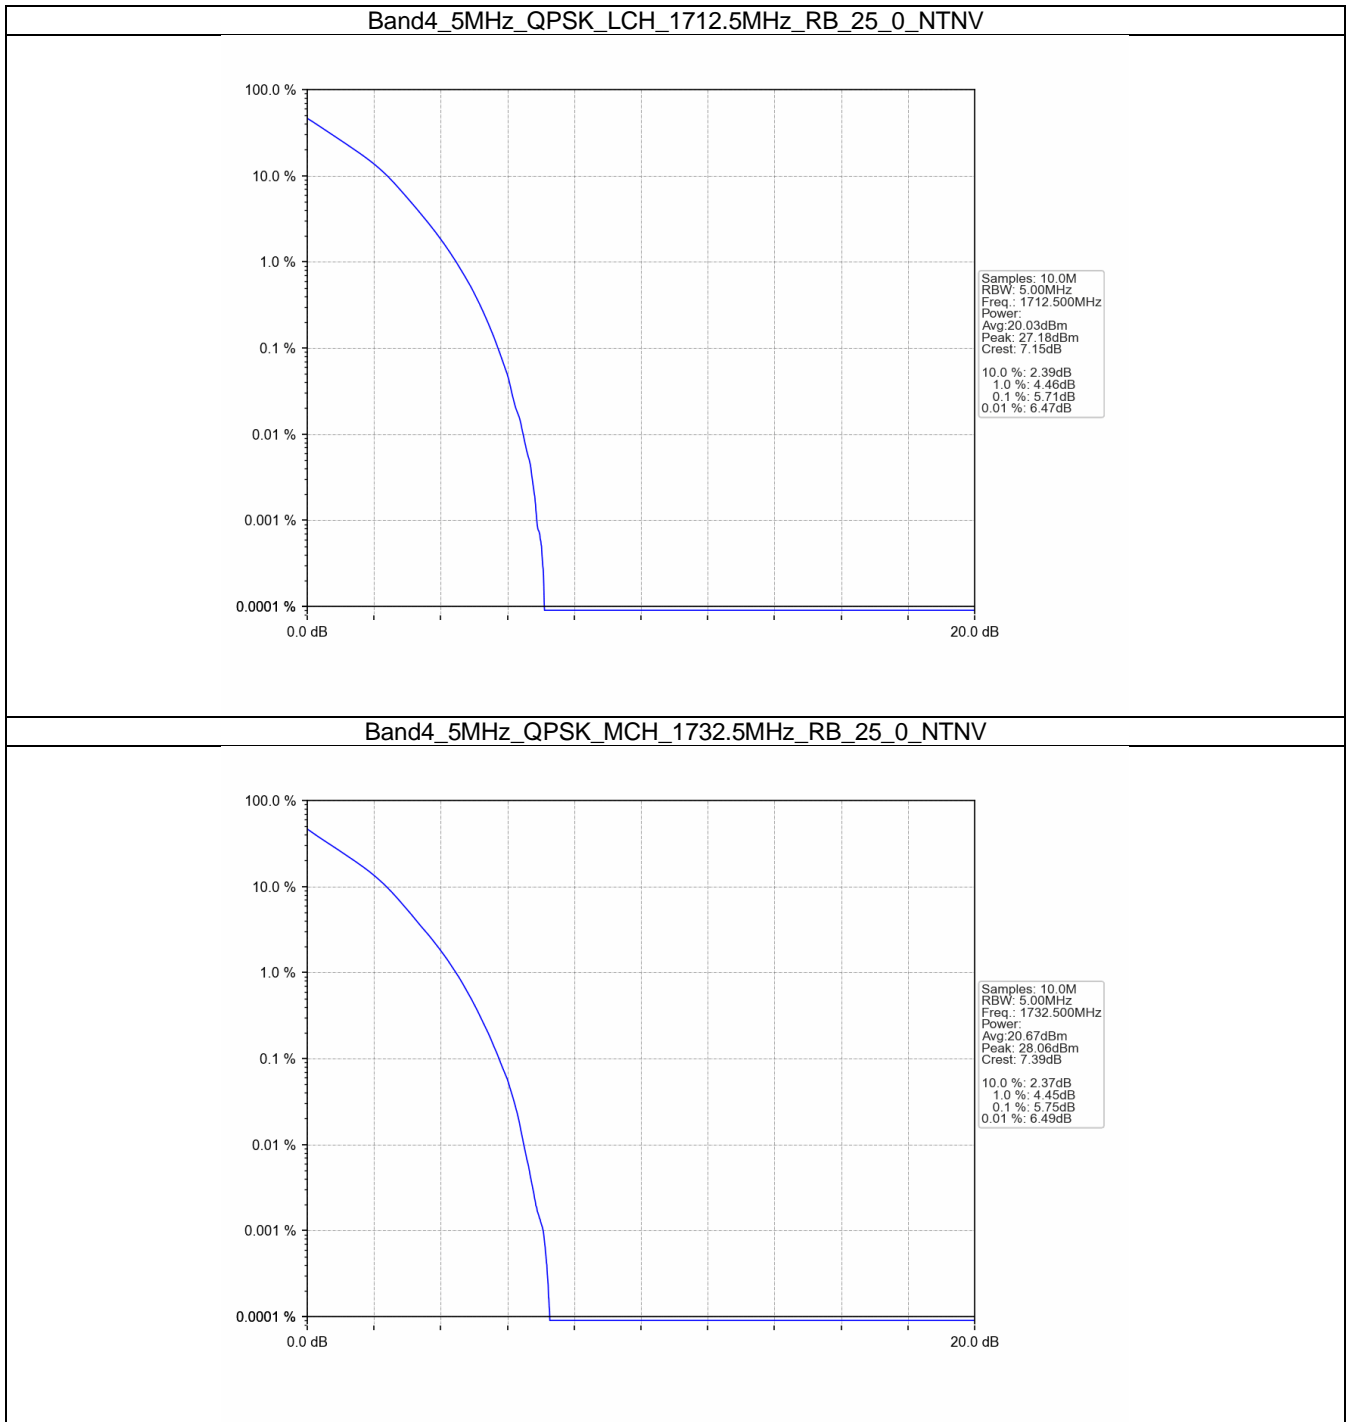 Band4_5MHz_QPSK_LCH_1712.5MHz_RB_25_0_NTNV
100.0 %
10.0 %
1.0 %
0.1 %
0.01 %
0.001 %
0.0001 %
0.0 dB
20.0 dB
Samples: 10.0M
RBW: 5.00MHz
Freq.: 1712.500MHz
Power:
Avg:20.03dBm
Peak: 27.18dBm
Crest: 7.15dB
10.0 %: 2.39dB
1.0 %: 4.46dB
0.1 %: 5.71dB
0.01 %: 6.47dB
Band4_5MHz_QPSK_MCH_1732.5MHz_RB_25_0_NTNV
100.0 %
10.0 %
1.0 %
0.1 %
0.01 %
0.001 %
0.0001 %
0.0 dB
20.0 dB
Samples: 10.0M
RBW: 5.00MHz
Freq.: 1732.500MHz
Power:
Avg:20.67dBm
Peak: 28.06dBm
Crest: 7.39dB
10.0 %: 2.37dB
1.0 %: 4.45dB
0.1 %: 5.75dB
0.01 %: 6.49dB